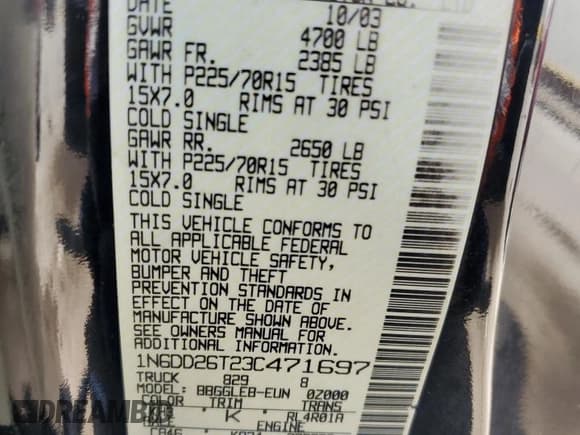 DATE 10/03
GVWR 4700 LB
GAWR FR. 2385 LB
WITH P225/70R15 TIRES
15X7.0 RIMS AT 30 PSI
COLD SINGLE
GAWR RR. 2650 LB
WITH P225/70R15 TIRES
15X7.0 RIMS AT 30 PSI
COLD SINGLE
THIS VEHICLE CONFORMS TO
ALL APPLICABLE FEDERAL
MOTOR VEHICLE SAFETY,
BUMPER AND THEFT
PREVENTION STANDARDS IN
EFFECT ON THE DATE OF
MANUFACTURE SHOWN ABOVE.
SEE OWNERS MANUAL FOR
ADDITIONAL INFORMATION.
1N6DD26T23C471697
TRUCK 829 8
BBGGLEB-EUN 0Z000
COLOR TRIM TRANS
K RL4R01A
DREAMBID